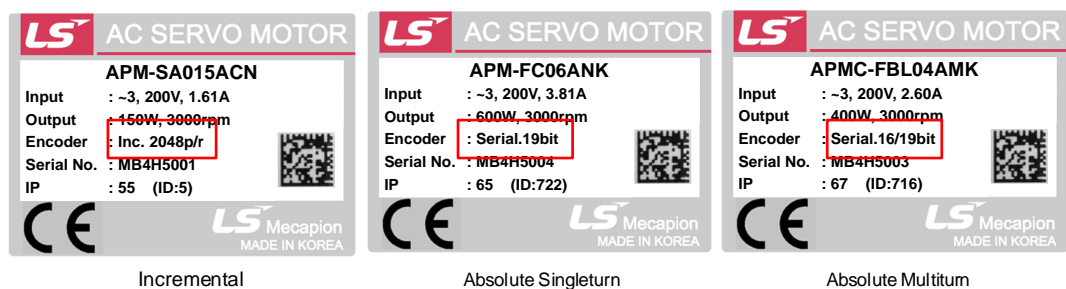 LS AC SERVO MOTOR
APM-SA015ACN
Input : ~3, 200V, 1.61A
Output : 150W, 3000rpm
Encoder : Inc. 2048p/r
Serial No. : MB4H5001
IP : 55 (ID:5)
CE LS Mecapion
MADE IN KOREA
Incremental
LS AC SERVO MOTOR
APM-FC06ANK
Input : ~3, 200V, 3.81A
Output : 600W, 3000rpm
Encoder : Serial.19bit
Serial No. : MB4H5004
IP : 65 (ID:722)
CE LS Mecapion
MADE IN KOREA
Absolute Singleturn
LS AC SERVO MOTOR
APMC-FBL04AMK
Input : ~3, 200V, 2.60A
Output : 400W, 3000rpm
Encoder : Serial.16/19bit
Serial No. : MB4H5003
IP : 67 (ID:716)
CE LS Mecapion
MADE IN KOREA
Absolute Multiturn